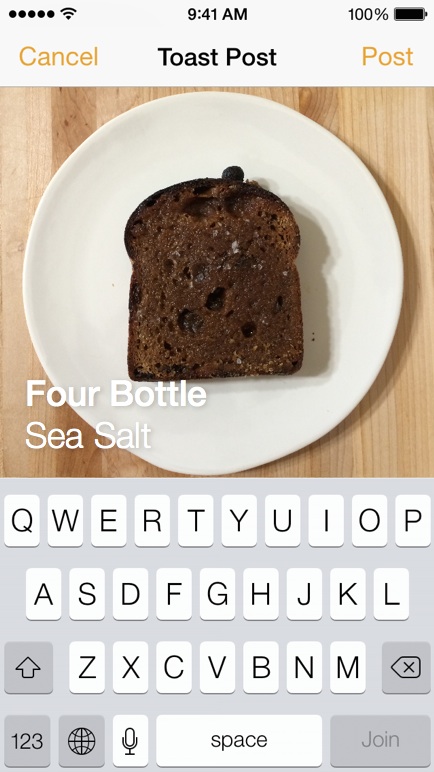 9:41 AM 100%
Cancel Toast Post Post
Four Bottle
Sea Salt
Q W E R T Y U I O P
A S D F G H J K L
Z X C V B N M
123 space Join